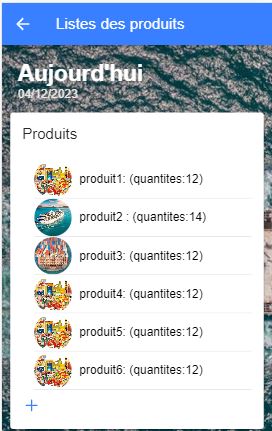 Listes des produits
Aujourd'hui
04/12/2023
Produits
produit1: (quantites:12)
produit2 : (quantites:14)
produit3: (quantites:12)
produit4: (quantites:12)
produit5: (quantites:12)
produit6: (quantites:12)